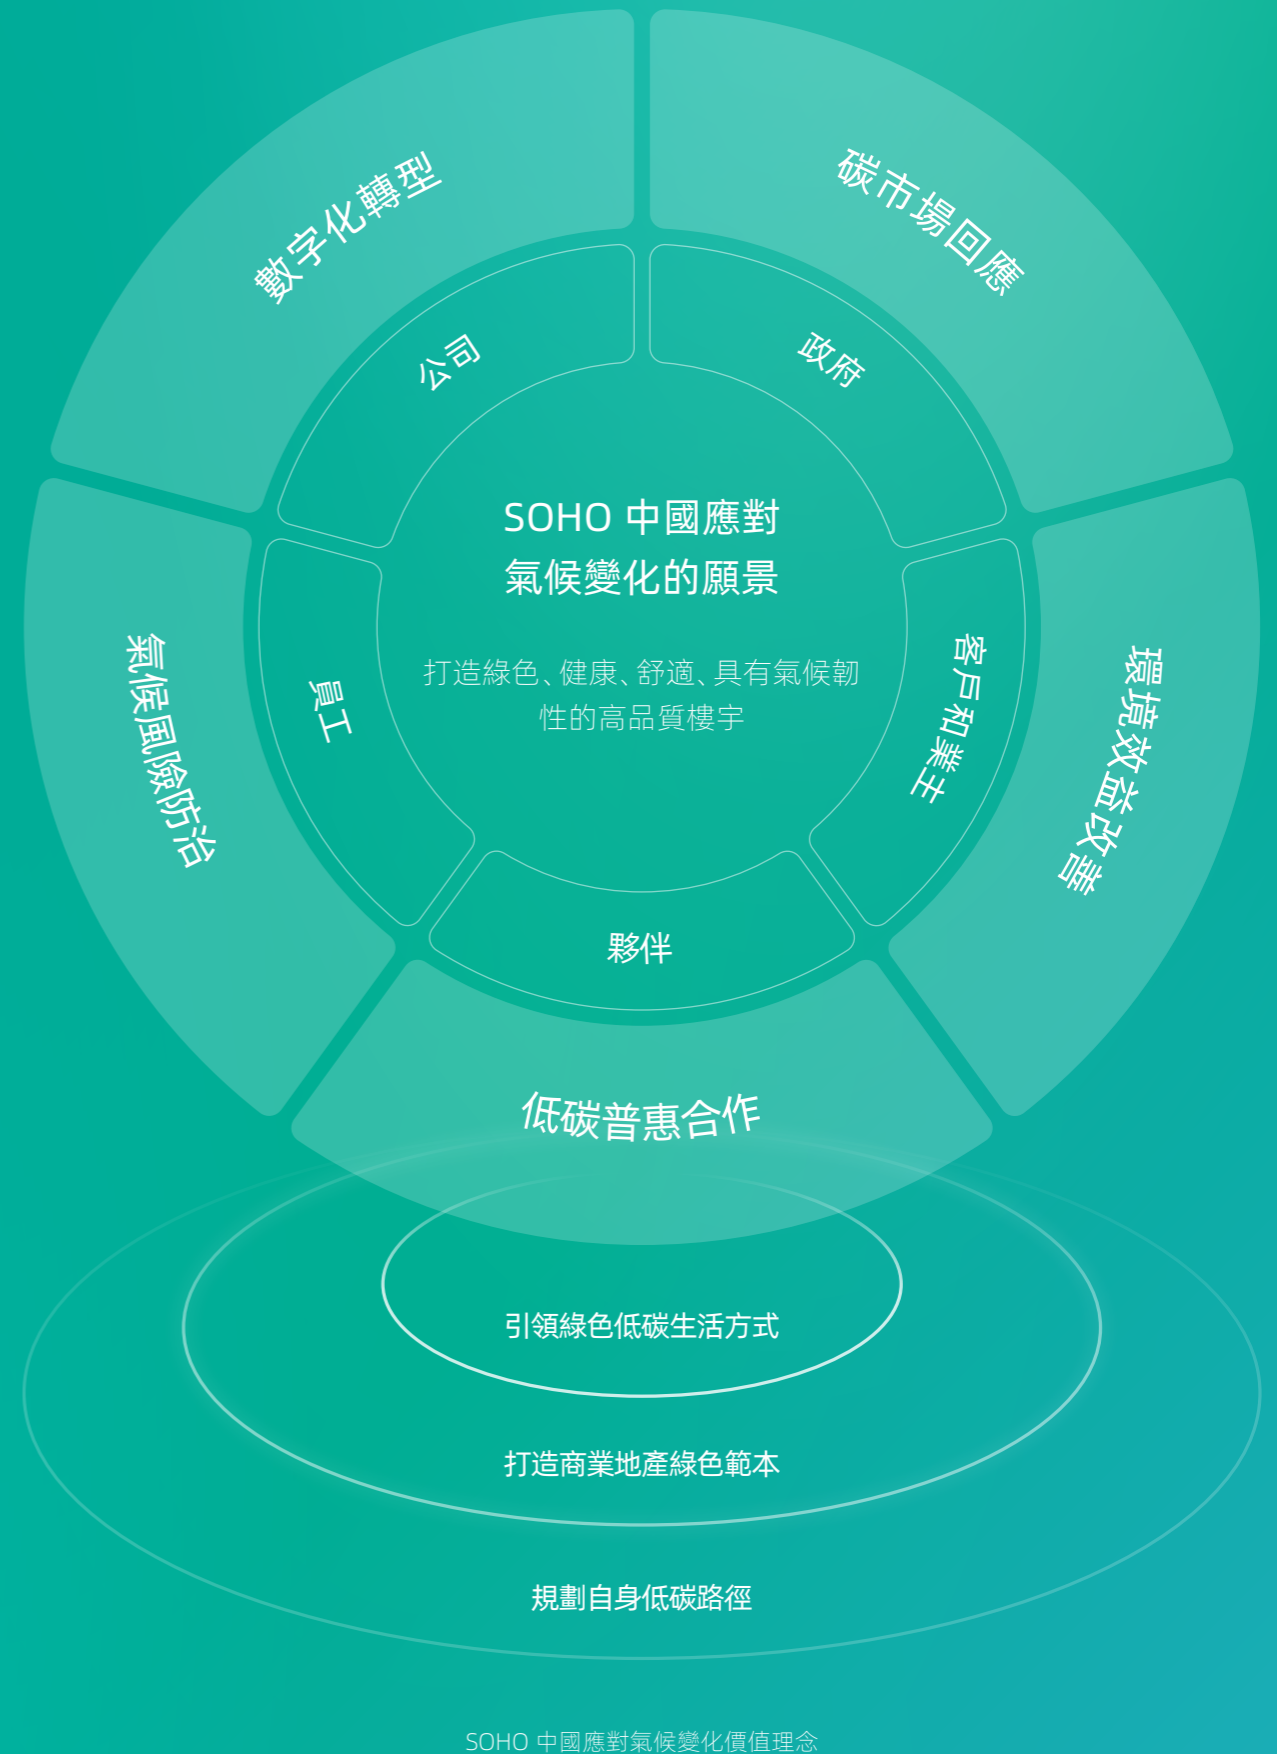 數字化轉型
碳市場回應
公司
政府
SOHO 中國應對
氣候變化的願景
打造綠色、健康、舒適、具有氣候韌
性的高品質樓宇
氣候風險防治
員工
客戶和業主
環境效益改善
夥伴
低碳普惠合作
引領綠色低碳生活方式
打造商業地產綠色範本
規劃自身低碳路徑
SOHO 中國應對氣候變化價值理念